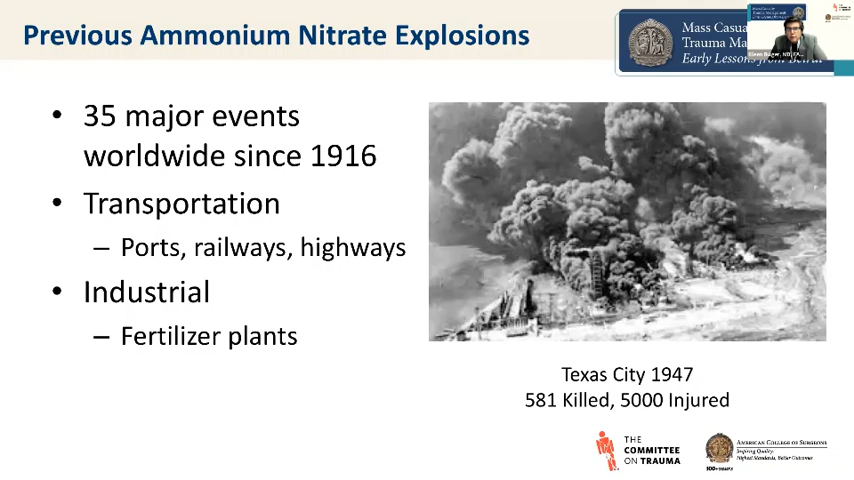 Previous Ammonium Nitrate Explosions
Mass Casua
Trauma Ma
Early Lessons from Beirut
• 35 major events
worldwide since 1916
• Transportation
– Ports, railways, highways
• Industrial
– Fertilizer plants
Texas City 1947
581 Killed, 5000 Injured
THE
COMMITTEE
ON TRAUMA
AMERICAN COLLEGE OF SURGEONS
Inspiring Quality:
Highest Standards, Better Outcomes
100+years